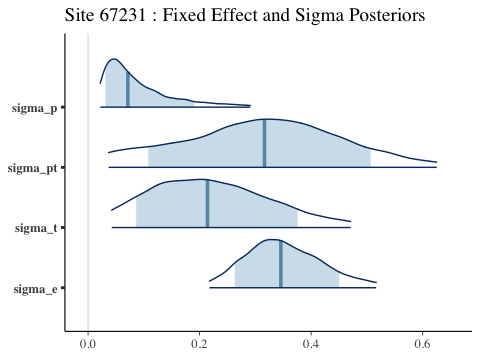 Site 67231 : Fixed Effect and Sigma Posteriors
sigma_p
sigma_pt
sigma_t
sigma_e
0.0 0.2 0.4 0.6